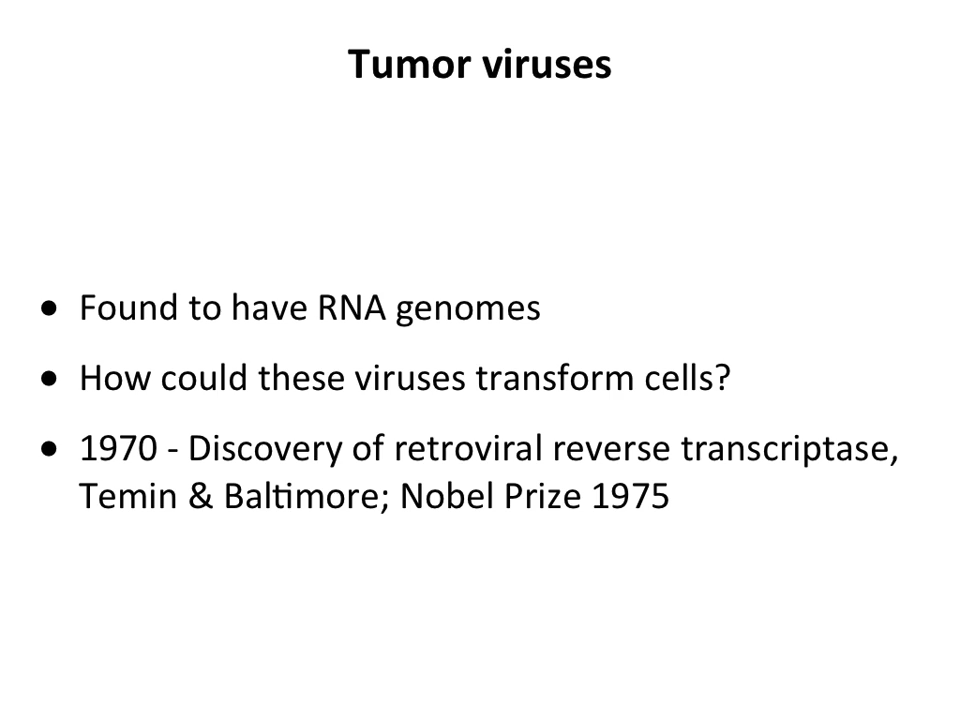 Tumor viruses
• Found to have RNA genomes
• How could these viruses transform cells?
• 1970 - Discovery of retroviral reverse transcriptase,
Temin & Baltimore; Nobel Prize 1975